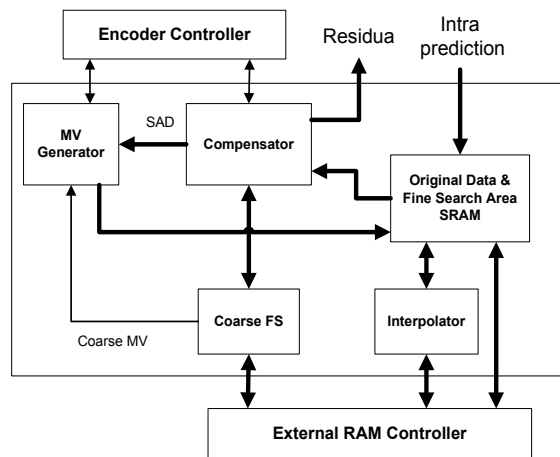 Encoder Controller
Residua
Intra
prediction
MV
Generator
SAD
Compensator
Original Data &
Fine Search Area
SRAM
Coarse FS
Interpolator
Coarse MV
External RAM Controller